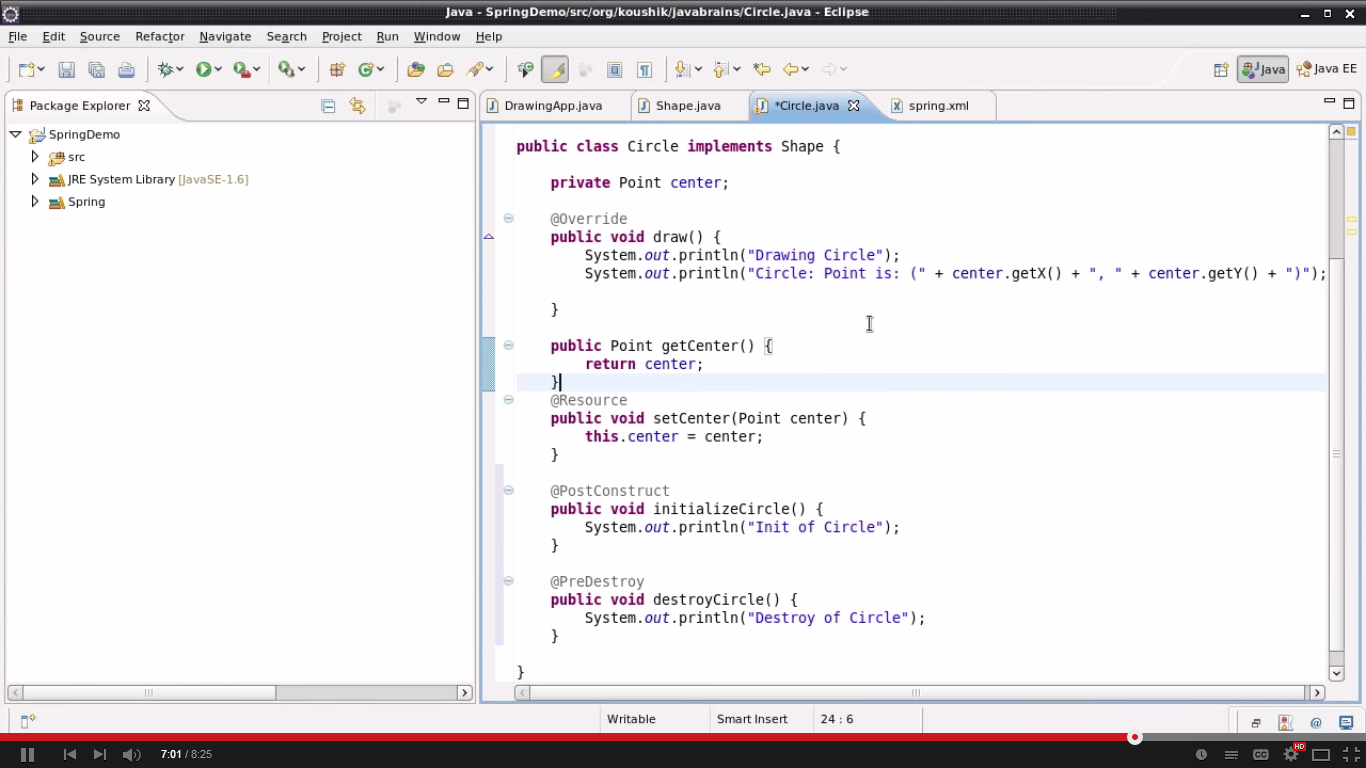 Java - SpringDemo/src/org/koushik/javabrains/Circle.java - Eclipse
File Edit Source Refactor Navigate Search Project Run Window Help
Java Java EE
Package Explorer
DrawingApp.java Shape.java *Circle.java spring.xml
SpringDemo
src
JRE System Library [JavaSE-1.6]
Spring
public class Circle implements Shape {
private Point center;
@Override
public void draw() {
System.out.println("Drawing Circle");
System.out.println("Circle: Point is: (" + center.getX() + ", " + center.getY() + ")");
}
public Point getCenter() {
return center;
}
@Resource
public void setCenter(Point center) {
this.center = center;
}
@PostConstruct
public void initializeCircle() {
System.out.println("Init of Circle");
}
@PreDestroy
public void destroyCircle() {
System.out.println("Destroy of Circle");
}
}
Writable Smart Insert 24 : 6
7:01 / 8:25 CC HD